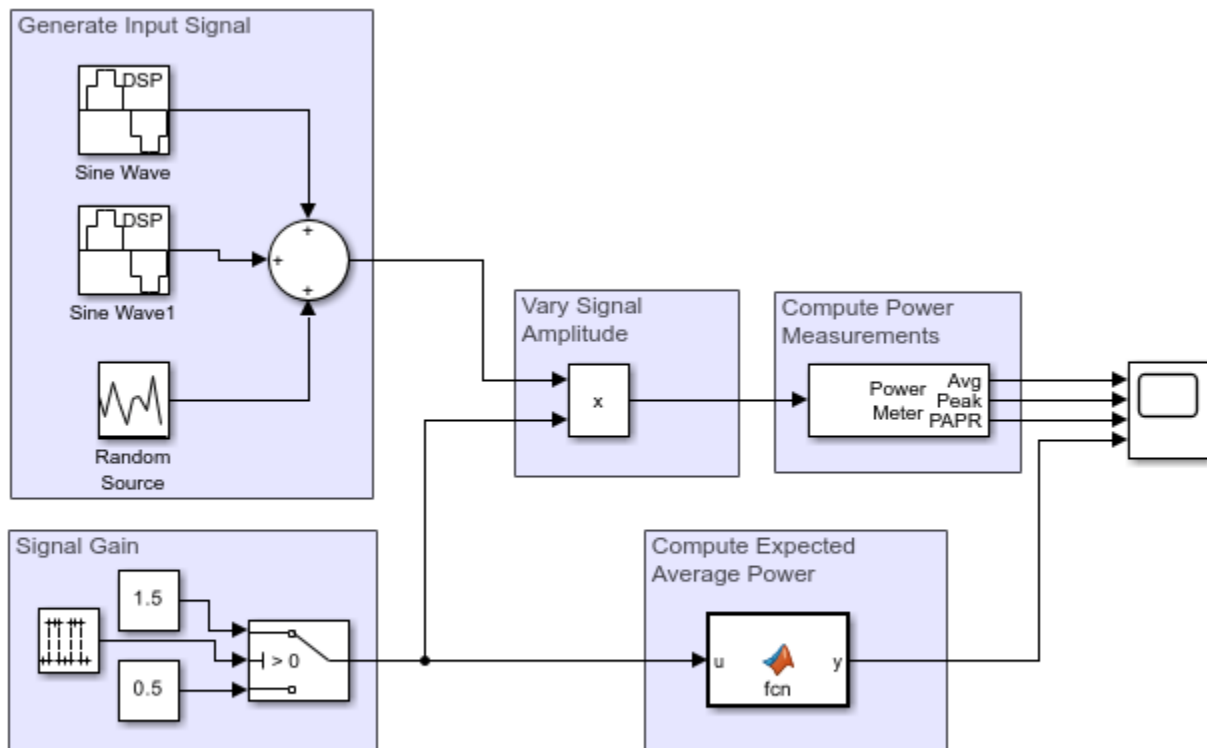 Generate Input Signal
DSP
Sine Wave
DSP
Sine Wave1
+
+
+
Random
Source
Vary Signal
Amplitude
x
Compute Power
Measurements
Power
Meter
Avg
Peak
PAPR
Signal Gain
1.5
> 0
0.5
Compute Expected
Average Power
u
y
fcn